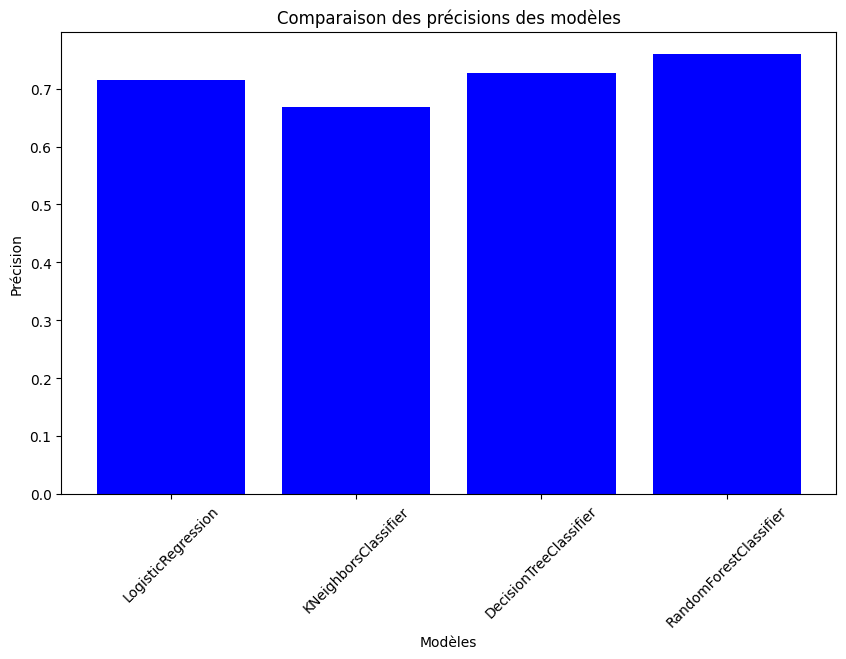 Comparaison des précisions des modèles
Précision
0.7
0.6
0.5
0.4
0.3
0.2
0.1
0.0
LogisticRegression
KNeighborsClassifier
DecisionTreeClassifier
RandomForestClassifier
Modèles